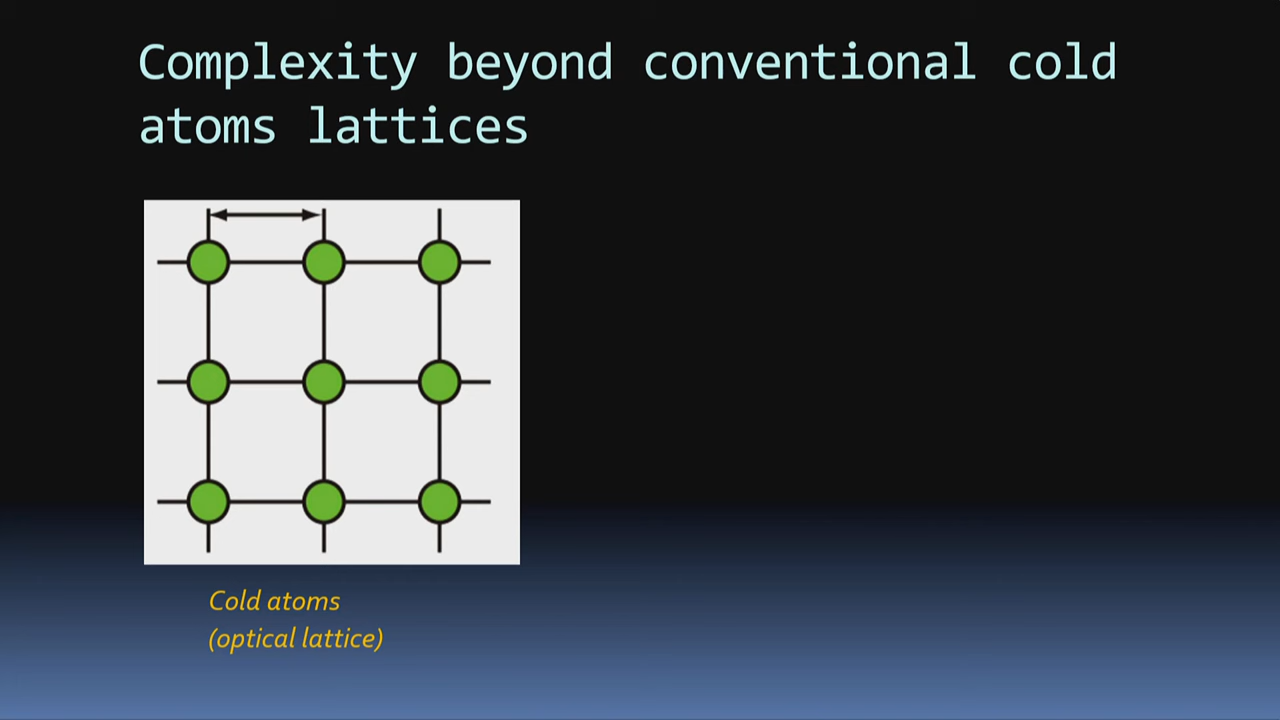 Complexity beyond conventional cold
atoms lattices
Cold atoms
(optical lattice)